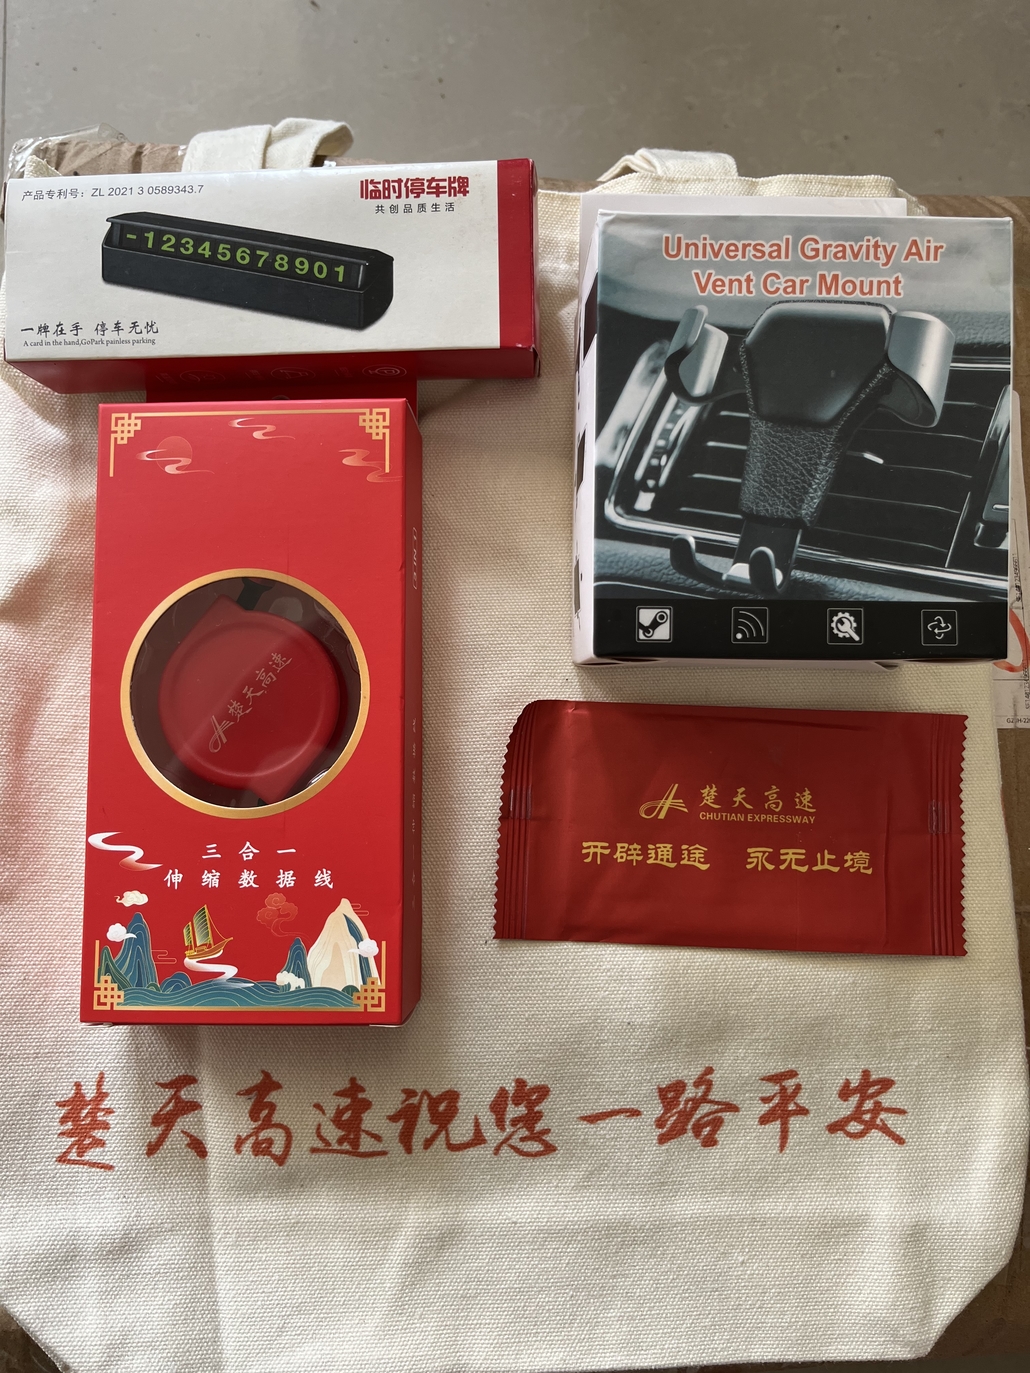 产品专利号：ZL 2021 3 0589343.7
临时停车牌
共创品质生活
-12345678901
一牌在手 停车无忧
A card in the hand,GoPark painless parking
Universal Gravity Air
Vent Car Mount
楚天高速
三合一
伸缩数据线
楚天高速
CHUTIAN EXPRESSWAY
开辟通途 永无止境
楚天高速祝您一路平安